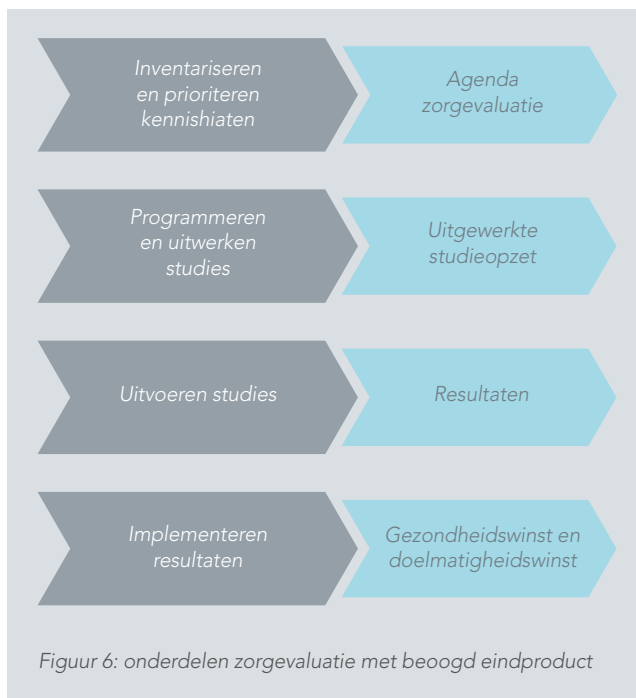 Inventariseren
en prioriteren
kennishiaten
Agenda
zorgevaluatie
Programmeren
en uitwerken
studies
Uitgewerkte
studieopzet
Uitvoeren studies
Resultaten
Implementeren
resultaten
Gezondheidswinst en
doelmatigheidswinst
Figuur 6: onderdelen zorgevaluatie met beoogd eindproduct